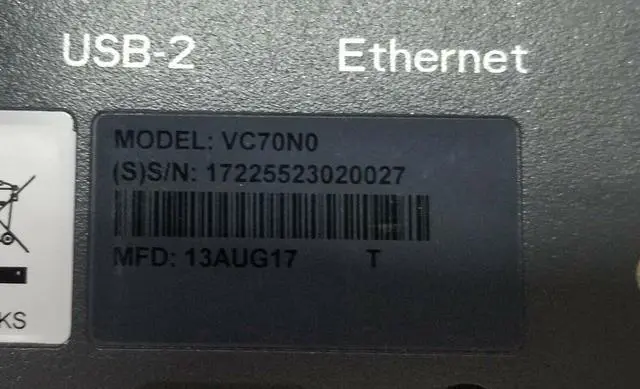 USB-2 Ethernet
MODEL: VC70N0
(S)S/N: 17225523020027
MFD: 13AUG17 T
KS